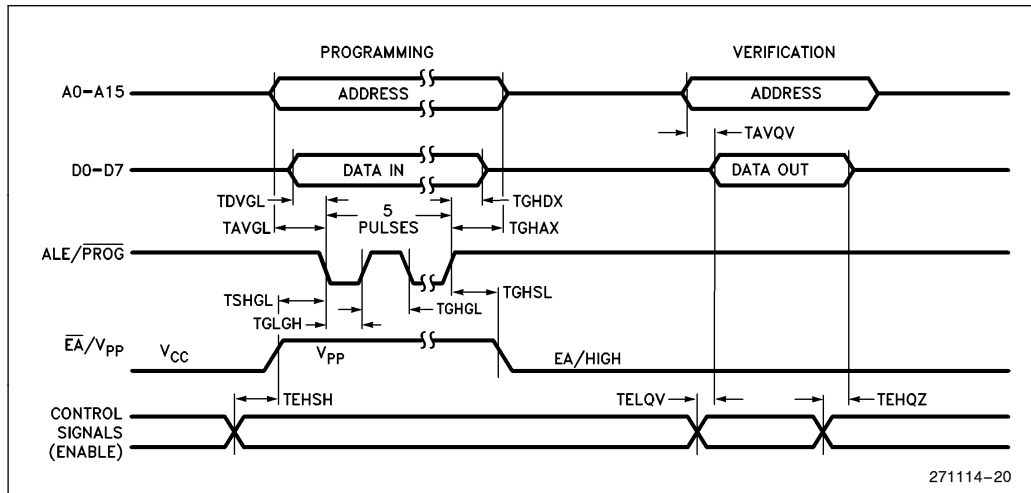 PROGRAMMING VERIFICATION
A0–A15 ADDRESS ADDRESS
TAVQV
D0–D7 DATA IN DATA OUT
TDVGL TGHDX
5
PULSES
TAVGL TGHAX
ALE/PROG
TSHGL TGHSL
TGHGL
TGLGH
EA/VPP VCC VPP EA/HIGH
TEHSH TELQV TEHQZ
CONTROL
SIGNALS
(ENABLE)
271114–20